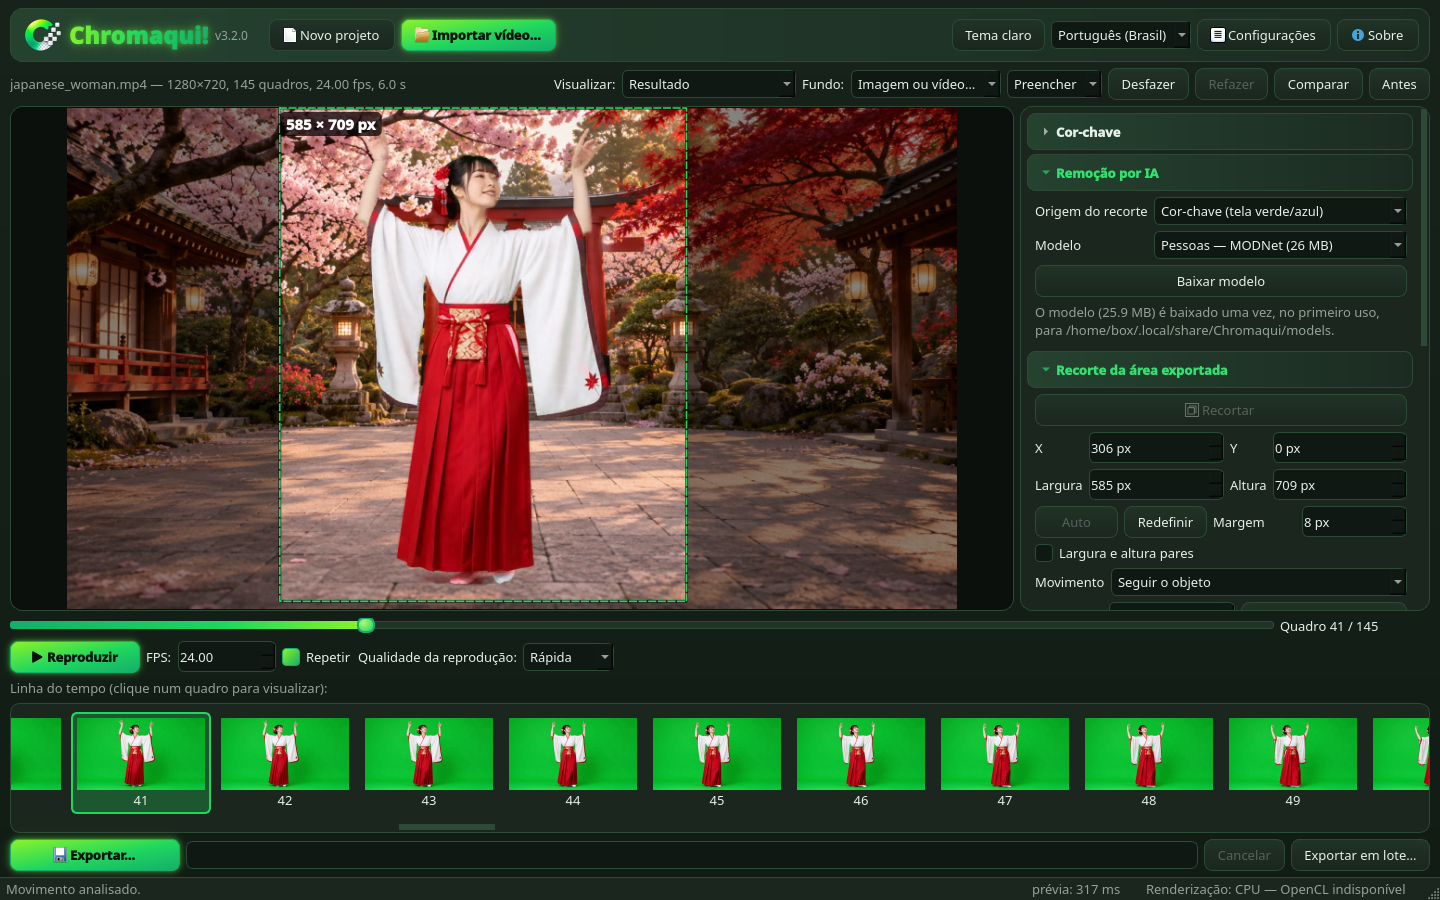 Chromaqui! v3.2.0 Novo projeto Importar vídeo... Tema claro Português (Brasil) Configurações Sobre
japanese_woman.mp4 — 1280×720, 145 quadros, 24.00 fps, 6.0 s Visualizar: Resultado Fundo: Imagem ou vídeo... Preencher Desfazer Refazer Comparar Antes
585 × 709 px
Cor-chave
Remoção por IA
Origem do recorte Cor-chave (tela verde/azul)
Modelo Pessoas — MODNet (26 MB)
Baixar modelo
O modelo (25.9 MB) é baixado uma vez, no primeiro uso,
para /home/box/.local/share/Chromaqui/models.
Recorte da área exportada
Recortar
X 306 px Y 0 px
Largura 585 px Altura 709 px
Auto Redefinir Margem 8 px
Largura e altura pares
Movimento Seguir o objeto
Quadro 41 / 145
Reproduzir FPS: 24.00 Repetir Qualidade da reprodução: Rápida
Linha do tempo (clique num quadro para visualizar):
41 42 43 44 45 46 47 48 49
Exportar... Cancelar Exportar em lote...
Movimento analisado. prévia: 317 ms Renderização: CPU — OpenCL indisponível